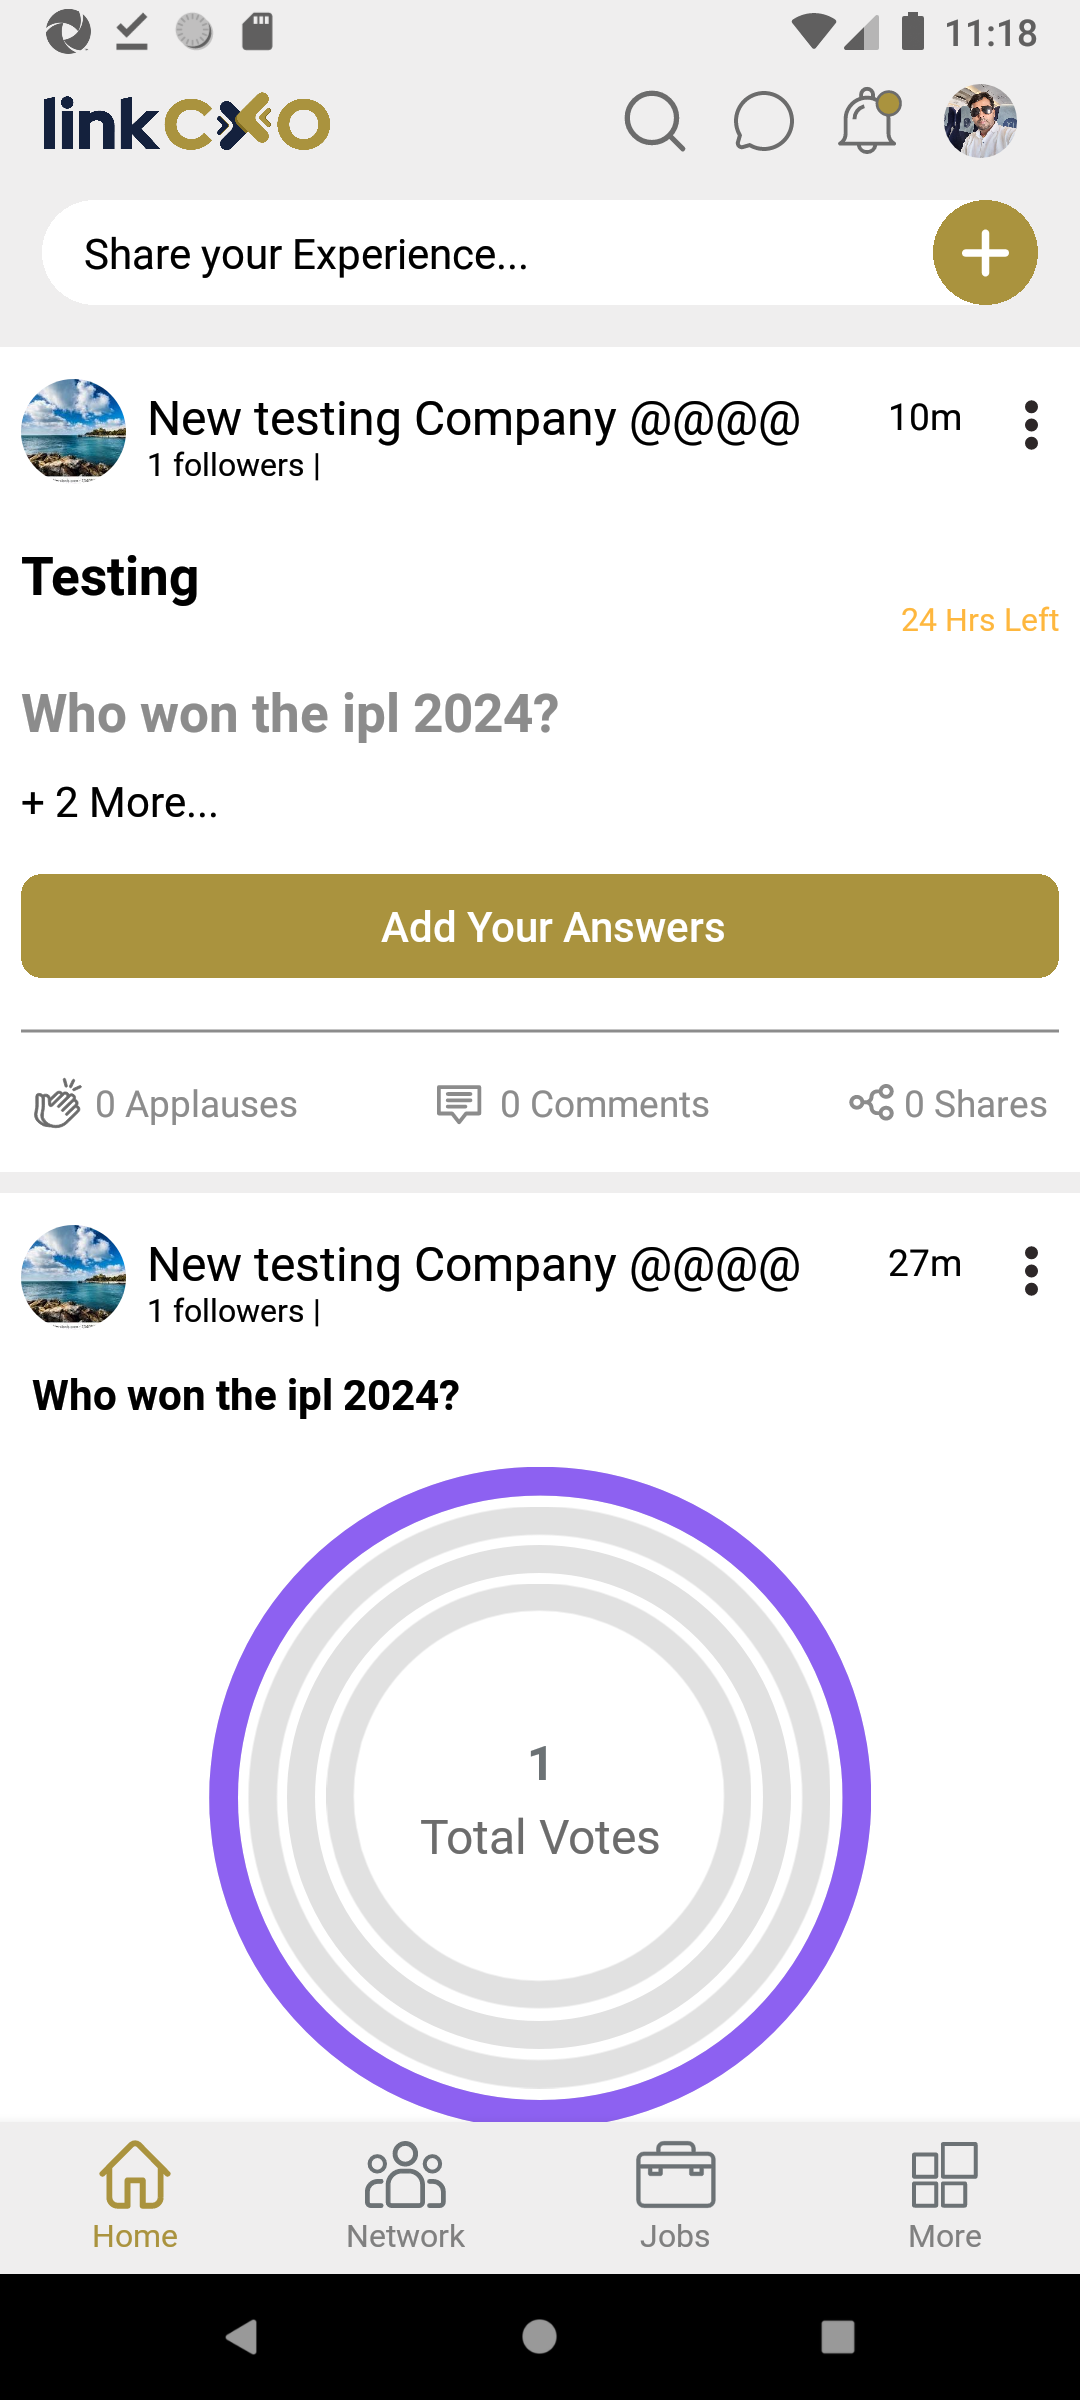 11:18
linkCXO
Share your Experience...
New testing Company @@@@ 10m
1 followers |
Testing
24 Hrs Left
Who won the ipl 2024?
+ 2 More...
Add Your Answers
0 Applauses 0 Comments 0 Shares
New testing Company @@@@ 27m
1 followers |
Who won the ipl 2024?
1
Total Votes
Home Network Jobs More